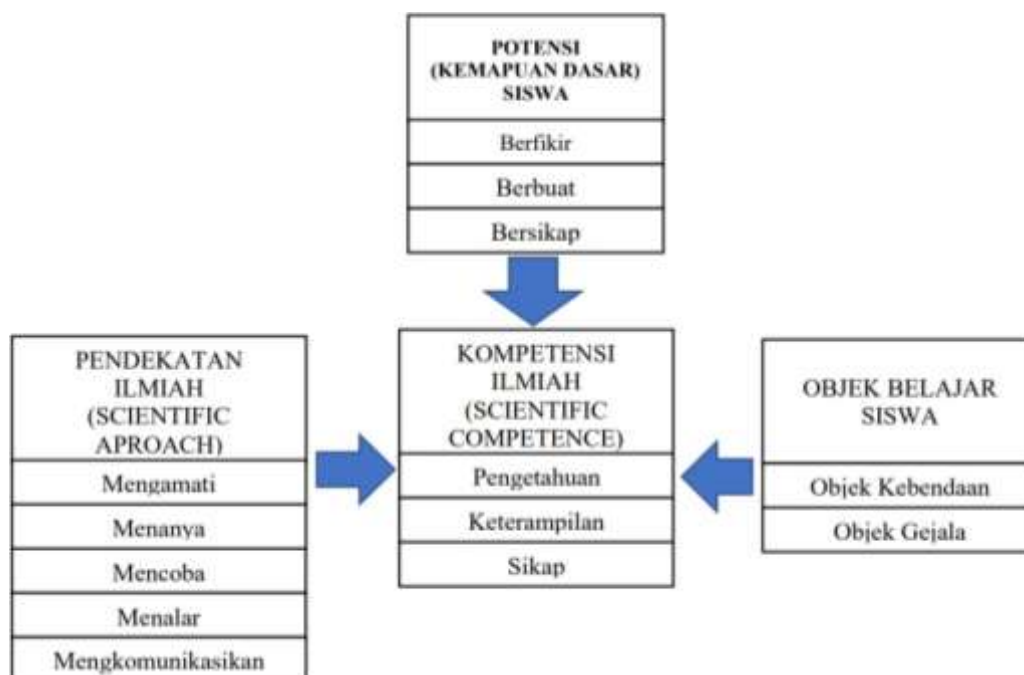 POTENSI
(KEMAPUAN DASAR)
SISWA
Berfikir
Berbuat
Bersikap
PENDEKATAN
ILMIAH
(SCIENTIFIC
APROACH)
Mengamati
Menanya
Mencoba
Menalar
Mengkomunikasikan
KOMPETENSI
ILMIAH
(SCIENTIFIC
COMPETENCE)
Pengetahuan
Keterampilan
Sikap
OBJEK BELAJAR
SISWA
Objek Kebendaan
Objek Gejala